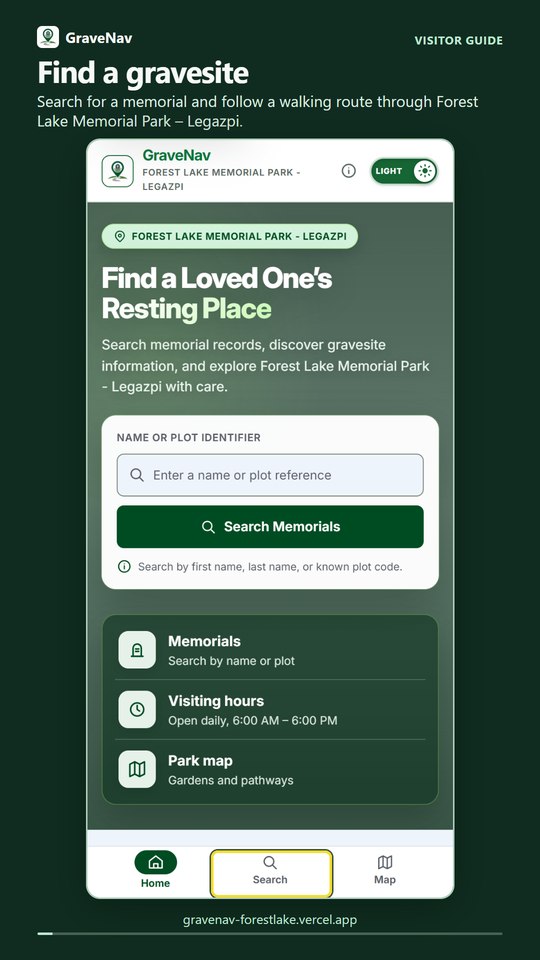 GraveNav
VISITOR GUIDE
Find a gravesite
Search for a memorial and follow a walking route through Forest
Lake Memorial Park – Legazpi.
GraveNav
FOREST LAKE MEMORIAL PARK -
LEGAZPI
LIGHT
FOREST LAKE MEMORIAL PARK - LEGAZPI
Find a Loved One's
Resting Place
Search memorial records, discover gravesite
information, and explore Forest Lake Memorial Park
- Legazpi with care.
NAME OR PLOT IDENTIFIER
Enter a name or plot reference
Search Memorials
Search by first name, last name, or known plot code.
Memorials
Search by name or plot
Visiting hours
Open daily, 6:00 AM – 6:00 PM
Park map
Gardens and pathways
Home
Search
Map
gravenav-forestlake.vercel.app